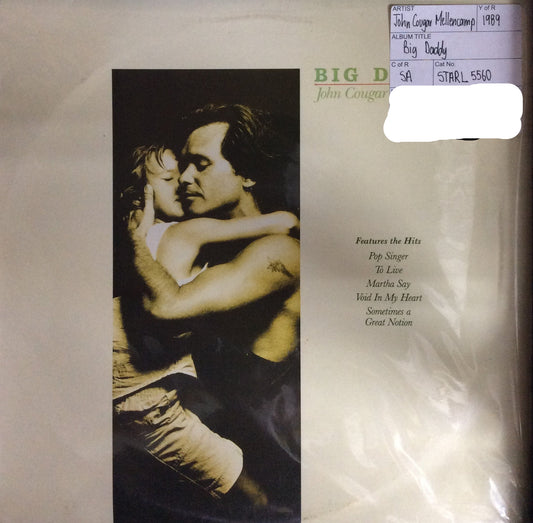 ARTIST
John Cougar Mellencamp
Y of R
1989
ALBUM TITLE
Big Daddy
C of R
SA
Cat No
STARL 5560
BIG D
John Cougar
Features the Hits
Pop Singer
To Live
Martha Say
Void In My Heart
Sometimes a
Great Notion